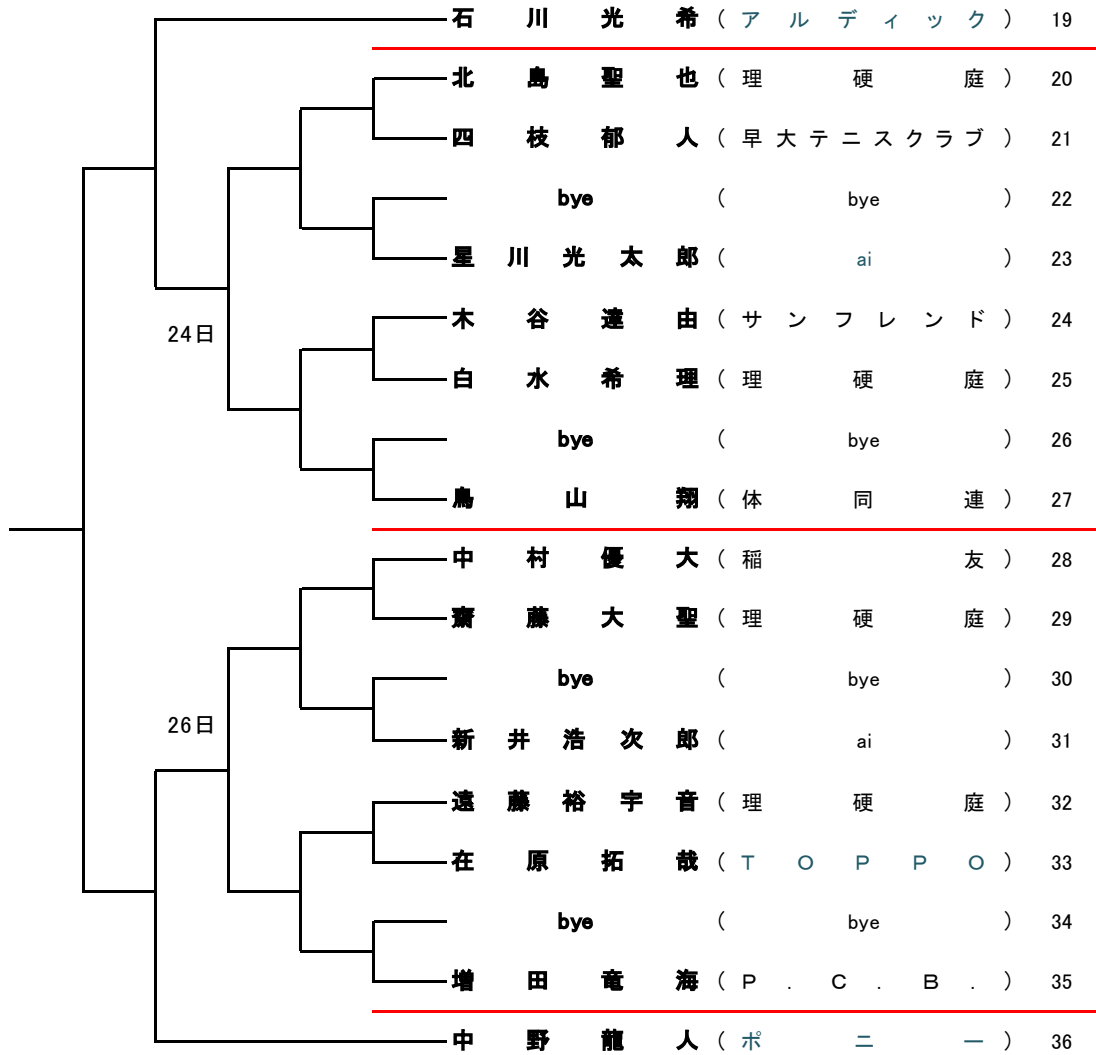 石川光希 (アルディック) 19
北島聖也 (理硬庭) 20
四枝郁人 (早大テニスクラブ) 21
bye (bye) 22
星川光太郎 (ai) 23
木谷達由 (サンフレンド) 24
24日
白水希理 (理硬庭) 25
bye (bye) 26
鳥山翔 (体同連) 27
中村優大 (稲友) 28
齋藤大聖 (理硬庭) 29
bye (bye) 30
26日
新井浩次郎 (ai) 31
遠藤裕宇音 (理硬庭) 32
在原拓哉 (TOPPO) 33
bye (bye) 34
増田竜海 (P.C.B.) 35
中野龍人 (ポニー) 36